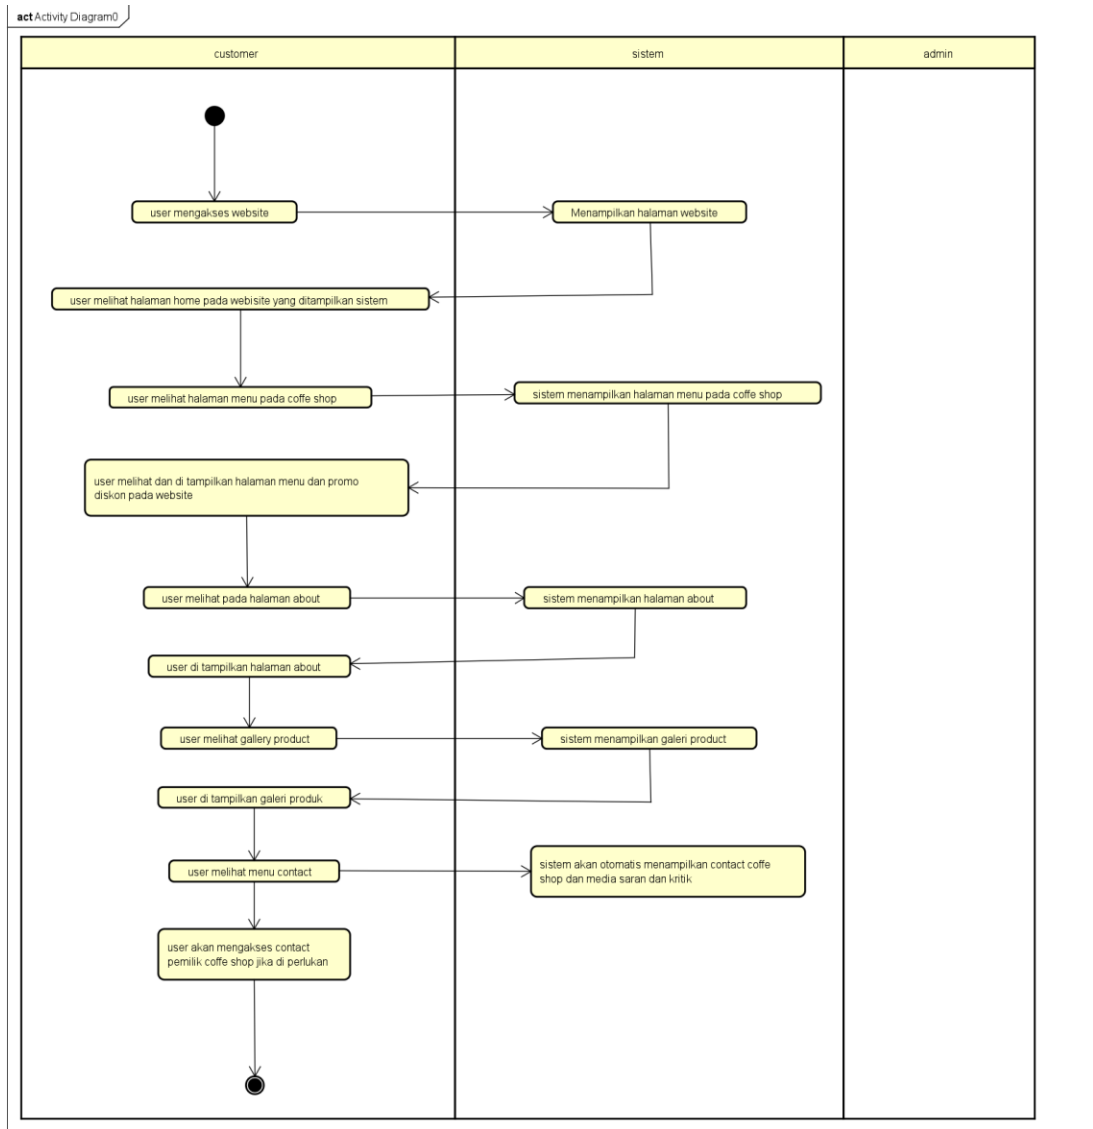 act Activity Diagram0
customer
sistem
admin
user mengakses website
Menampilkan halaman website
user melihat halaman home pada webisite yang ditampilkan sistem
user melihat halaman menu pada coffe shop
sistem menampilkan halaman menu pada coffe shop
user melihat dan di tampilkan halaman menu dan promo
diskon pada website
user melihat pada halaman about
sistem menampilkan halaman about
user di tampilkan halaman about
user melihat gallery product
sistem menampilkan galeri product
user di tampilkan galeri produk
user melihat menu contact
sistem akan otomatis menampilkan contact coffe
shop dan media saran dan kritik
user akan mengakses contact
pemilik coffe shop jika di perlukan